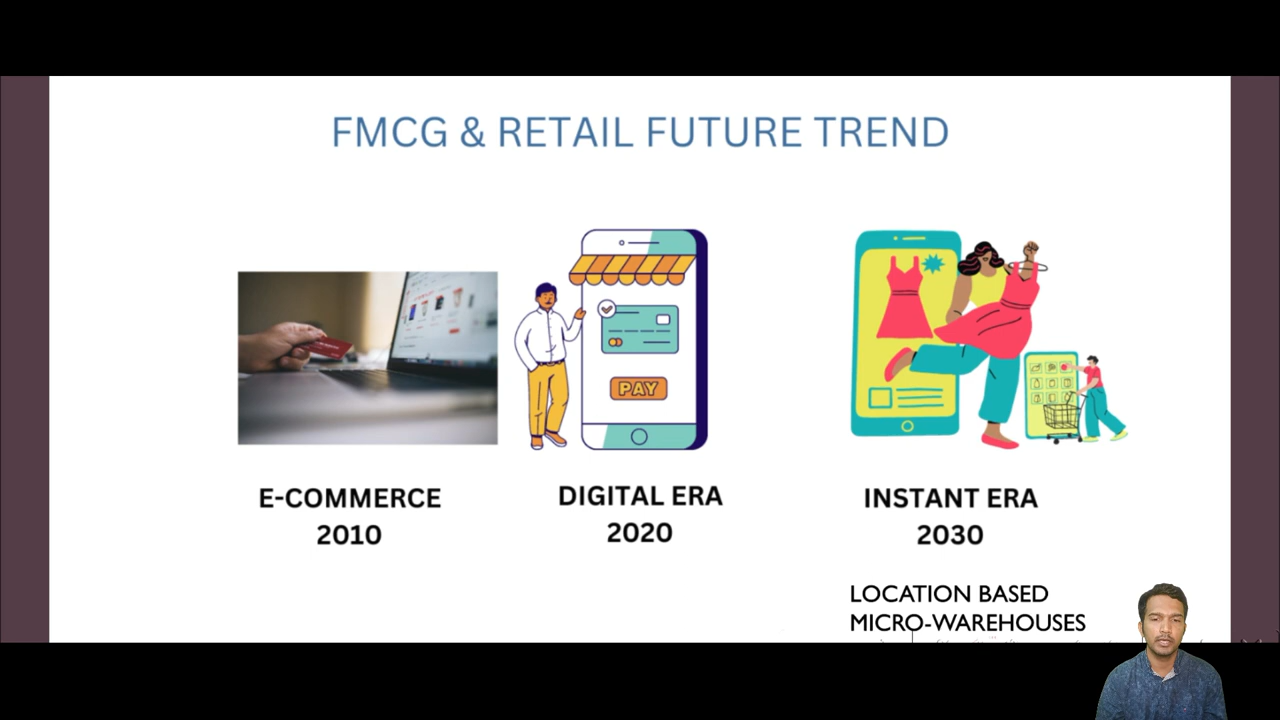 FMCG & RETAIL FUTURE TREND
PAY
E-COMMERCE
2010
DIGITAL ERA
2020
INSTANT ERA
2030
LOCATION BASED
MICRO-WAREHOUSES